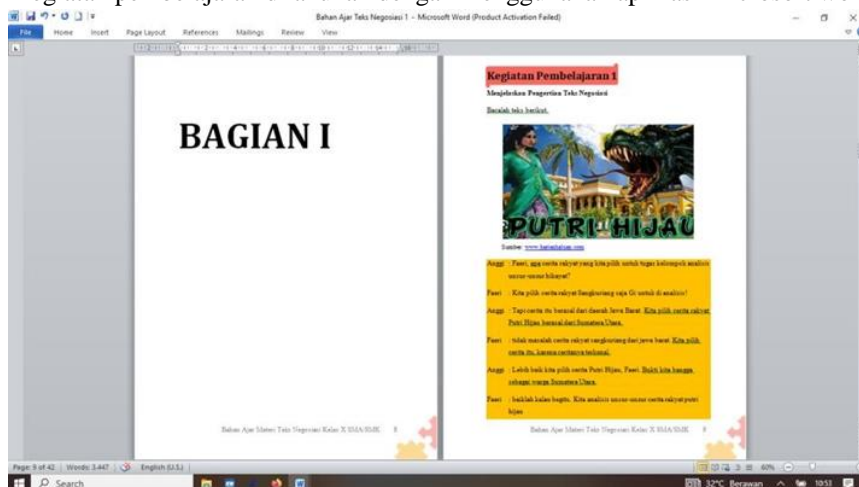 Bahan Ajar Teks Negosiasi 1 - Microsoft Word (Product Activation Failed)
File Home Insert Page Layout References Mailings Review View
BAGIAN I
Bahan Ajar Materi Teks Negosiasi Kelas X SMA/SMK 8
Kegiatan Pembelajaran 1
Menjelaskan Pengertian Teks Negosiasi
Bacalah teks berikut.
PUTRI HIJAU
Sumber:
Anggi : Fasri, apa cerita rakyat yang kita pilih untuk tugas kelompok analisis
unsur-unsur hikayat?
Fasri : Kita pilih cerita rakyat Sangkuriang saja Gi untuk di analisis!
Anggi : Tapi cerita itu berasal dari daerah Jawa Barat. Kita pilih cerita rakyat
Putri Hijau berasal dari Sumatera Utara.
Fasri : tidak masalah cerita rakyat sangkuriang dari jawa barat. Kita pilih
cerita itu, karena ceritanya terkenal.
Anggi : Lebih baik kita pilih cerita Putri Hijau, Fasri. Bukti kita bangga
sebagai warga Sumatera Utara.
Fasri : baiklah kalau begitu. Kita analisis unsur-unsur cerita rakyat putri
hijau
Bahan Ajar Materi Teks Negosiasi Kelas X SMA/SMK 9
Page: 9 of 42 Words: 3.447 English (U.S.) 60%
Search 32°C Berawan 10:53